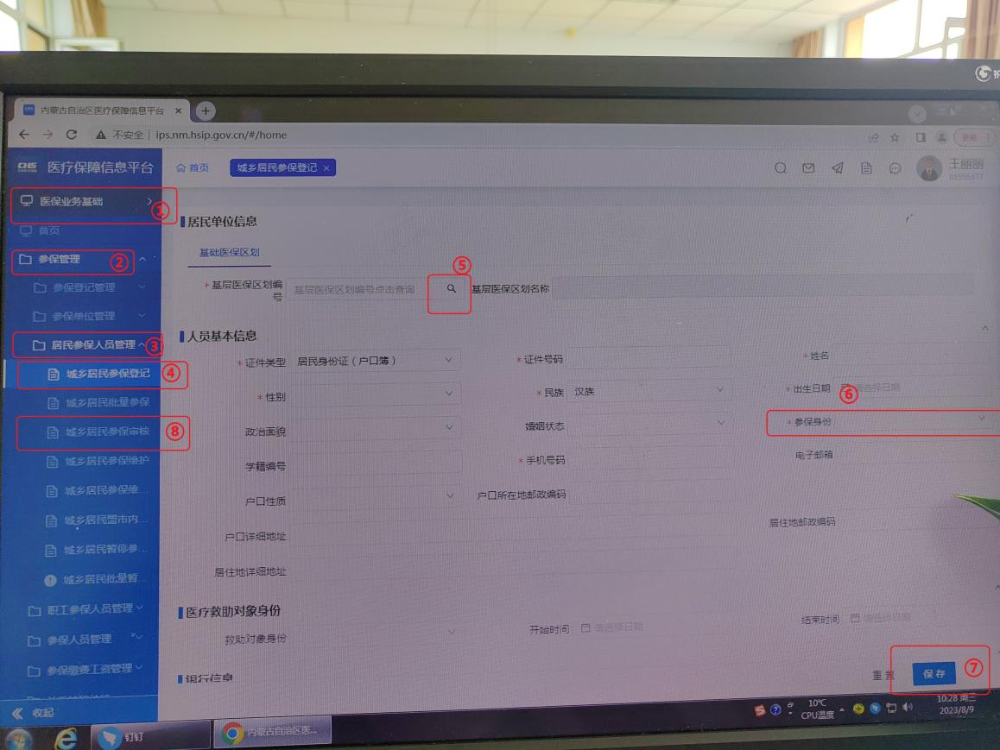 内蒙古自治区医疗保障信息平台
不安全 ips.nm.hsip.gov.cn/#/home
更新
CHS 医疗保障信息平台
首页 城乡居民参保登记
王丽丽
医保业务基础 ①
首页
参保管理 ②
参保登记管理
参保单位管理
居民参保人员管理 ③
城乡居民参保登记 ④
城乡居民批量参保
城乡居民参保审核 ⑧
城乡居民参保维护
城乡居民参保维...
城乡居民盟市内...
城乡居民暂停参...
城乡居民批量暂...
职工参保人员管理
参保人员管理
参保缴费工资管理
收起
居民单位信息
基础医保区划
⑤
*基层医保区划编号 基层医保区划编号点击查询 基层医保区划名称
人员基本信息
*证件类型 居民身份证（户口簿） *证件号码 *姓名
*性别 *民族 汉族 *出生日期 请选择日期
⑥
政治面貌 婚姻状态 *参保身份
学籍编号 *手机号码 电子邮箱
户口性质 户口所在地邮政编码
户口详细地址 居住地邮政编码
居住地详细地址
医疗救助对象身份
救助对象身份 开始时间 请选择日期 结束时间 请选择日期
银行信息
重置 保存 ⑦
钉钉
内蒙古自治区医...
10℃
CPU温度
10:28 周三
2023/8/9